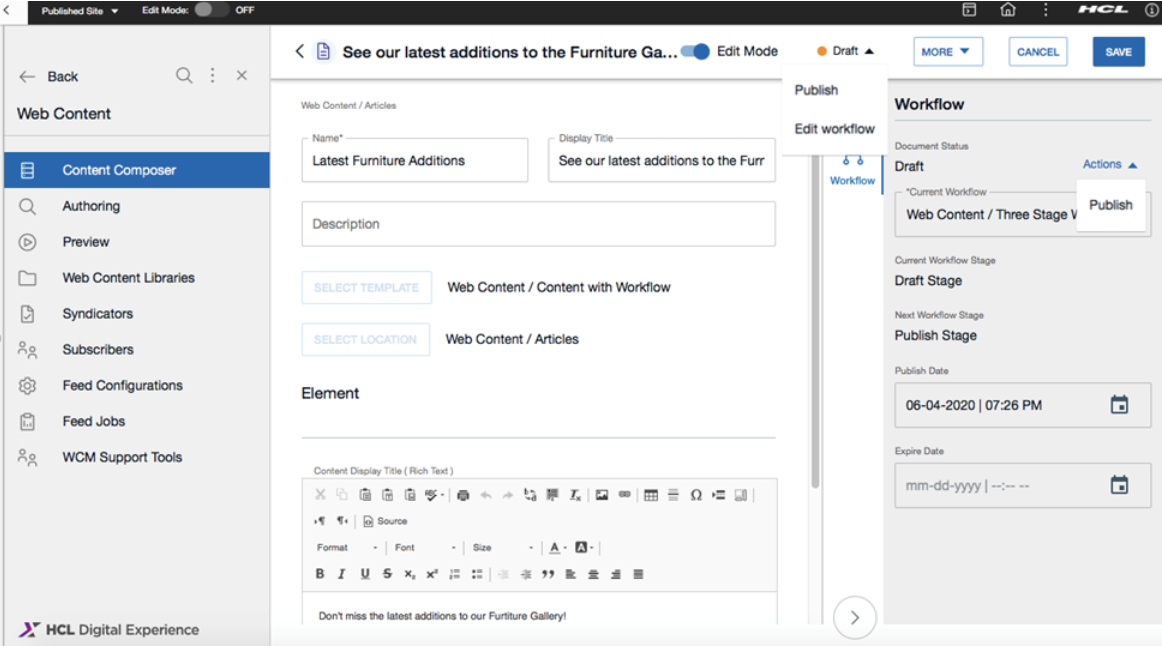 Published Site
Edit Mode:
OFF
HCL
Back
Web Content
Content Composer
Authoring
Preview
Web Content Libraries
Syndicators
Subscribers
Feed Configurations
Feed Jobs
WCM Support Tools
HCL Digital Experience
See our latest additions to the Furniture Ga...
Edit Mode
Draft
MORE
CANCEL
SAVE
Publish
Edit workflow
Web Content / Articles
Name*
Latest Furniture Additions
Display Title
See our latest additions to the Furr
Description
SELECT TEMPLATE
Web Content / Content with Workflow
SELECT LOCATION
Web Content / Articles
Element
Content Display Title ( Rich Text )
Source
Format
Font
Size
Don't miss the latest additions to our Furtiture Gallery!
Workflow
Workflow
Document Status
Draft
Actions
Publish
*Current Workflow
Web Content / Three Stage
Current Workflow Stage
Draft Stage
Next Workflow Stage
Publish Stage
Publish Date
06-04-2020 | 07:26 PM
Expire Date
mm-dd-yyyy | --:-- --